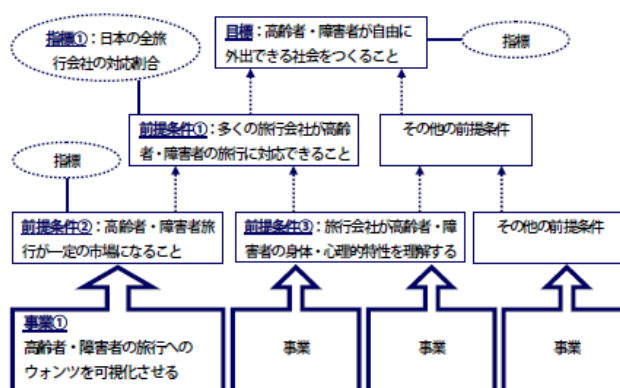 指標①：日本の全旅
行会社の対応割合
目標：高齢者・障害者が自由に
外出できる社会をつくること
指標
前提条件①：多くの旅行会社が高齢
者・障害者の旅行に対応できること
その他の前提条件
指標
前提条件②：高齢者・障害者旅
行が一定の市場になること
前提条件③：旅行会社が高齢者・障
害者の身体・心理的特性を理解する
その他の前提条件
事業①
高齢者・障害者の旅行への
ウォンツを可視化させる
事業
事業
事業